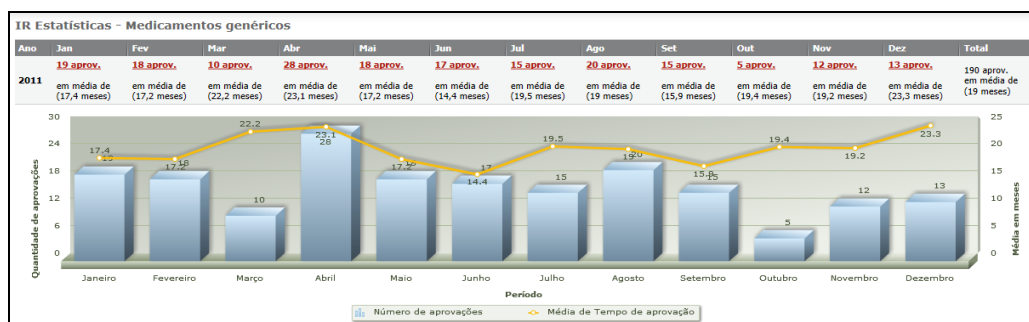 IR Estatísticas - Medicamentos genéricos
Ano Jan Fev Mar Abr Mai Jun Jul Ago Set Out Nov Dez Total
2011 19 aprov. 18 aprov. 10 aprov. 28 aprov. 18 aprov. 17 aprov. 15 aprov. 20 aprov. 15 aprov. 5 aprov. 12 aprov. 13 aprov. 190 aprov.
em média de em média de em média de em média de em média de em média de em média de em média de em média de em média de em média de em média de em média de
(17,4 meses) (17,2 meses) (22,2 meses) (23,1 meses) (17,2 meses) (14,4 meses) (19,5 meses) (19 meses) (15,9 meses) (19,4 meses) (19,2 meses) (23,3 meses) (19 meses)
Quantidade de aprovações
30
24
18
12
6
0
17.4 17.2 22.2 23.1 17.2 14.4 19.5 19 15.9 19.4 19.2 23.3
19 18 10 28 18 17 15 20 15 5 12 13
25
20
15
10
5
0
Média em meses
Janeiro Fevereiro Março Abril Maio Junho Julho Agosto Setembro Outubro Novembro Dezembro
Período
Número de aprovações Média de Tempo de aprovação